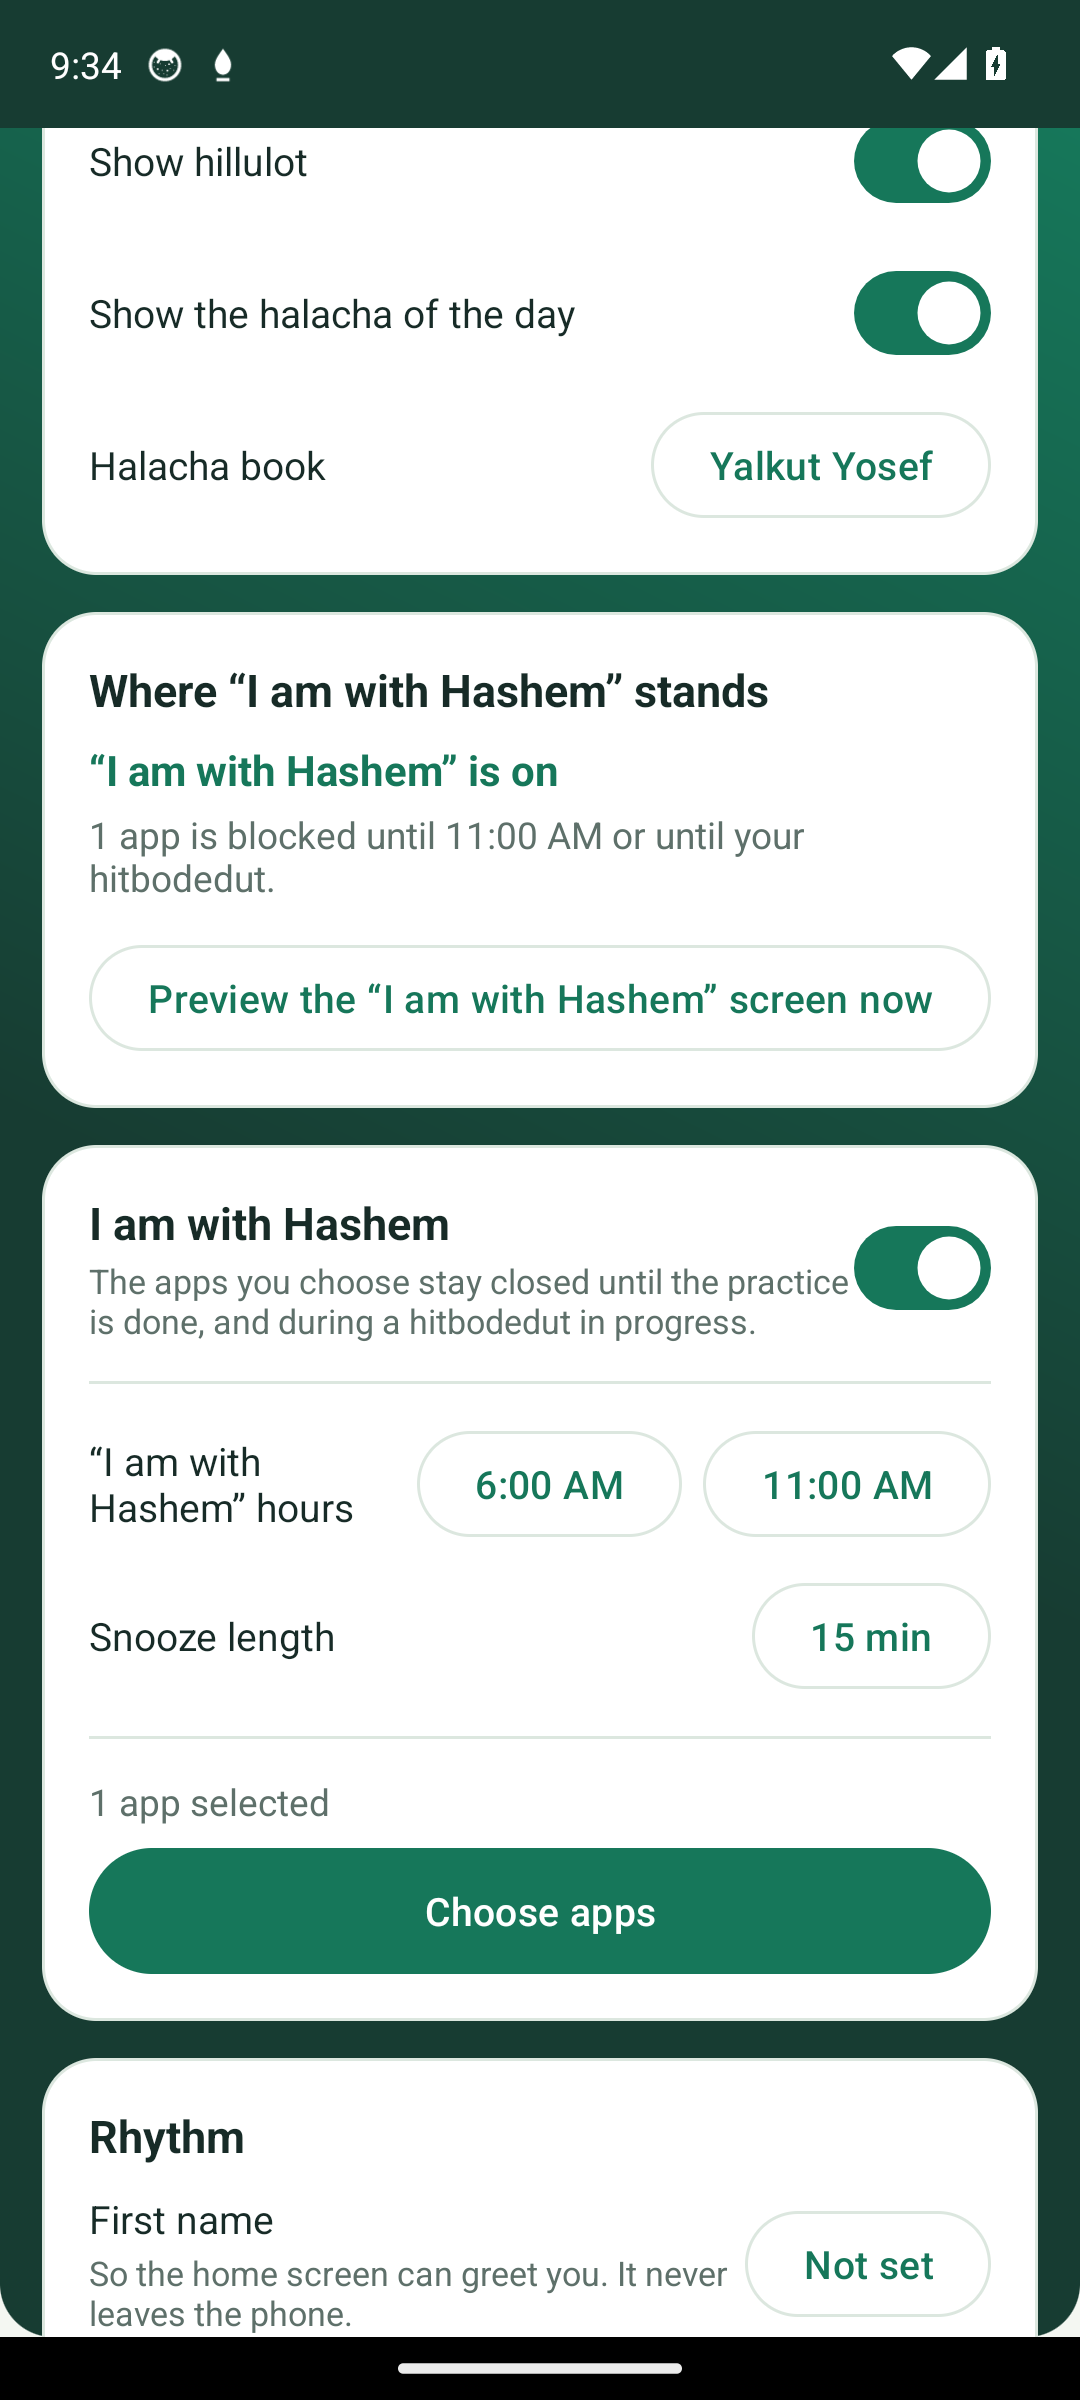 9:34
Show hillulot
Show the halacha of the day
Halacha book
Yalkut Yosef
Where “I am with Hashem” stands
“I am with Hashem” is on
1 app is blocked until 11:00 AM or until your
hitbodedut.
Preview the “I am with Hashem” screen now
I am with Hashem
The apps you choose stay closed until the practice
is done, and during a hitbodedut in progress.
“I am with
Hashem” hours
6:00 AM
11:00 AM
Snooze length
15 min
1 app selected
Choose apps
Rhythm
First name
So the home screen can greet you. It never
leaves the phone.
Not set